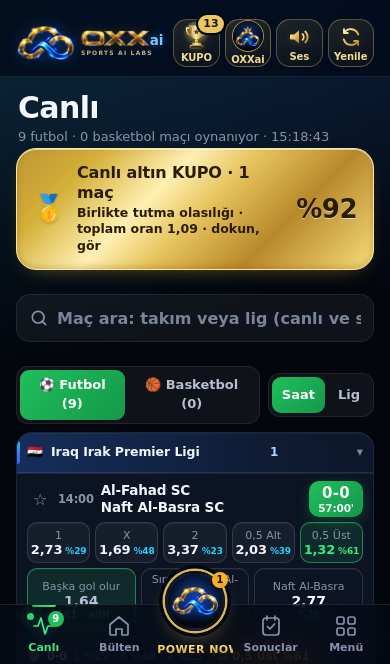 OXX ai
SPORTS AI LABS
13
KUPO
OXXai
Ses
Yenile
Canlı
9 futbol · 0 basketbol maçı oynanıyor · 15:18:43
Canlı altın KUPO · 1
maç
Birlikte tutma olasılığı ·
toplam oran 1,09 · dokun,
gör
%92
Maç ara: takım veya lig (canlı ve s
Futbol
(9)
Basketbol
(0)
Saat
Lig
Iraq Irak Premier Ligi
1
14:00
Al-Fahad SC
Naft Al-Basra SC
0-0
57:00'
1
2,73 %29
X
1,69 %48
2
3,37 %23
0,5 Alt
2,03 %39
0,5 Üst
1,32 %61
Başka gol olur
1,64
Naft Al-Basra
2,77
9
Canlı
Bülten
1
POWER NOW
Sonuçlar
Menü